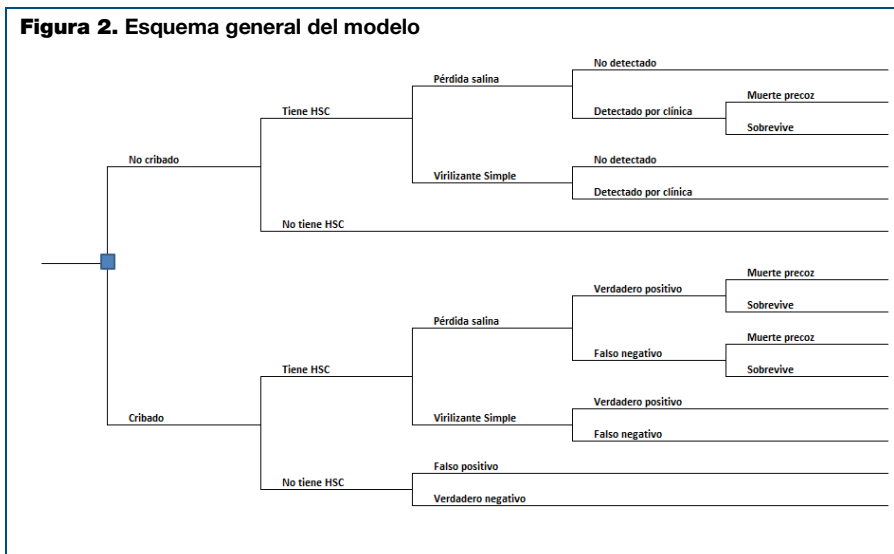 Figura 2. Esquema general del modelo
No detectado
Pérdida salina
Muerte precoz
Tiene HSC
Detectado por clínica
Sobrevive
No cribado
No detectado
Virilizante Simple
Detectado por clínica
No tiene HSC
Muerte precoz
Verdadero positivo
Sobrevive
Pérdida salina
Muerte precoz
Falso negativo
Tiene HSC
Sobrevive
Verdadero positivo
Cribado
Virilizante Simple
Falso negativo
Falso positivo
No tiene HSC
Verdadero negativo